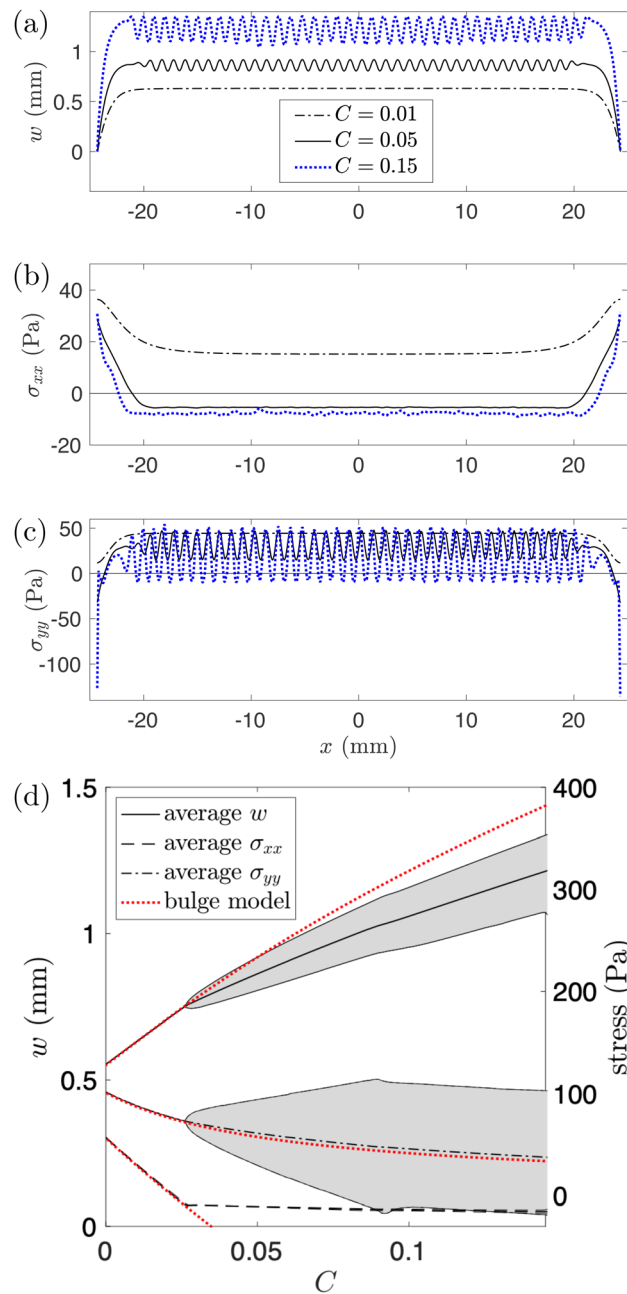 (a)
w (mm)
1
0.5
0
C = 0.01
C = 0.05
C = 0.15
-20 -10 0 10 20
(b)
σxx (Pa)
40
20
0
-20
-20 -10 0 10 20
(c)
σyy (Pa)
50
0
-50
-100
-20 -10 0 10 20
x (mm)
(d)
w (mm)
1.5
1
0.5
0
average w
average σxx
average σyy
bulge model
400
300
200
100
0
stress (Pa)
0 0.05 0.1
C